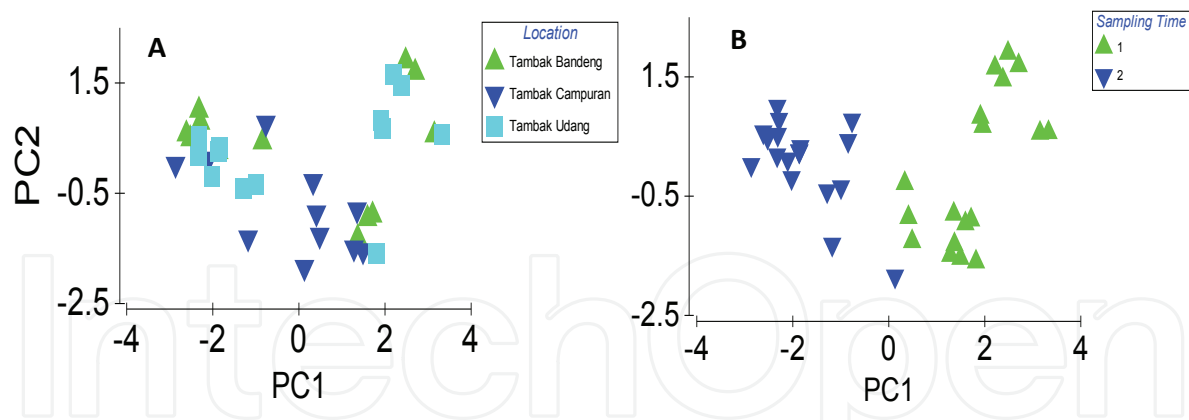 A
Location
Tambak Bandeng
Tambak Campuran
Tambak Udang
PC2
1.5
-0.5
-2.5
-4
-2
0
2
4
PC1
B
Sampling Time
1
2
1.5
-0.5
-2.5
-4
-2
0
2
4
PC1
IntechOpen